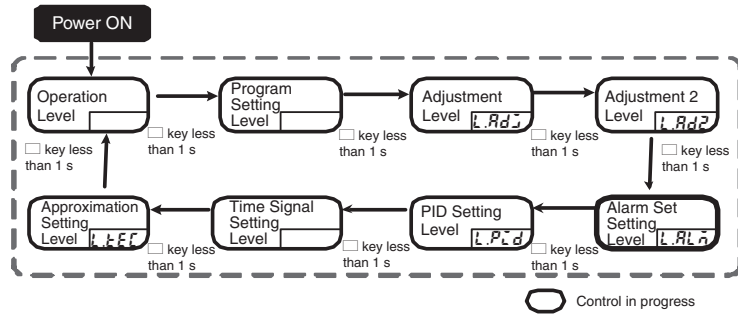 Power ON
Operation
Level
Program
Setting
Level
Adjustment
Level L.AdJ
Adjustment 2
Level L.Ad2
key less
than 1 s
key less
than 1 s
key less
than 1 s
key less
than 1 s
key less
than 1 s
Approximation
Setting
Level L.tEC
Time Signal
Setting
Level
PID Setting
Level L.Pid
Alarm Set
Setting
Level L.ALM
key less
than 1 s
key less
than 1 s
key less
than 1 s
Control in progress